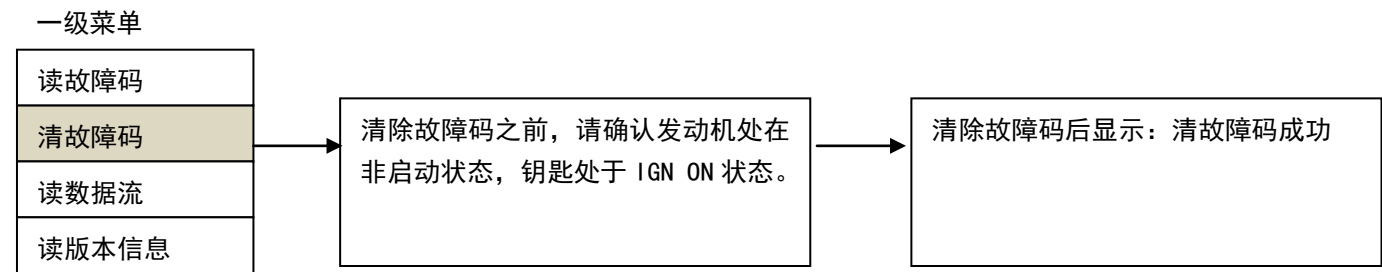 一级菜单
读故障码
清故障码
读数据流
读版本信息
清除故障码之前，请确认发动机处在
非启动状态，钥匙处于 IGN ON 状态。
清除故障码后显示：清故障码成功